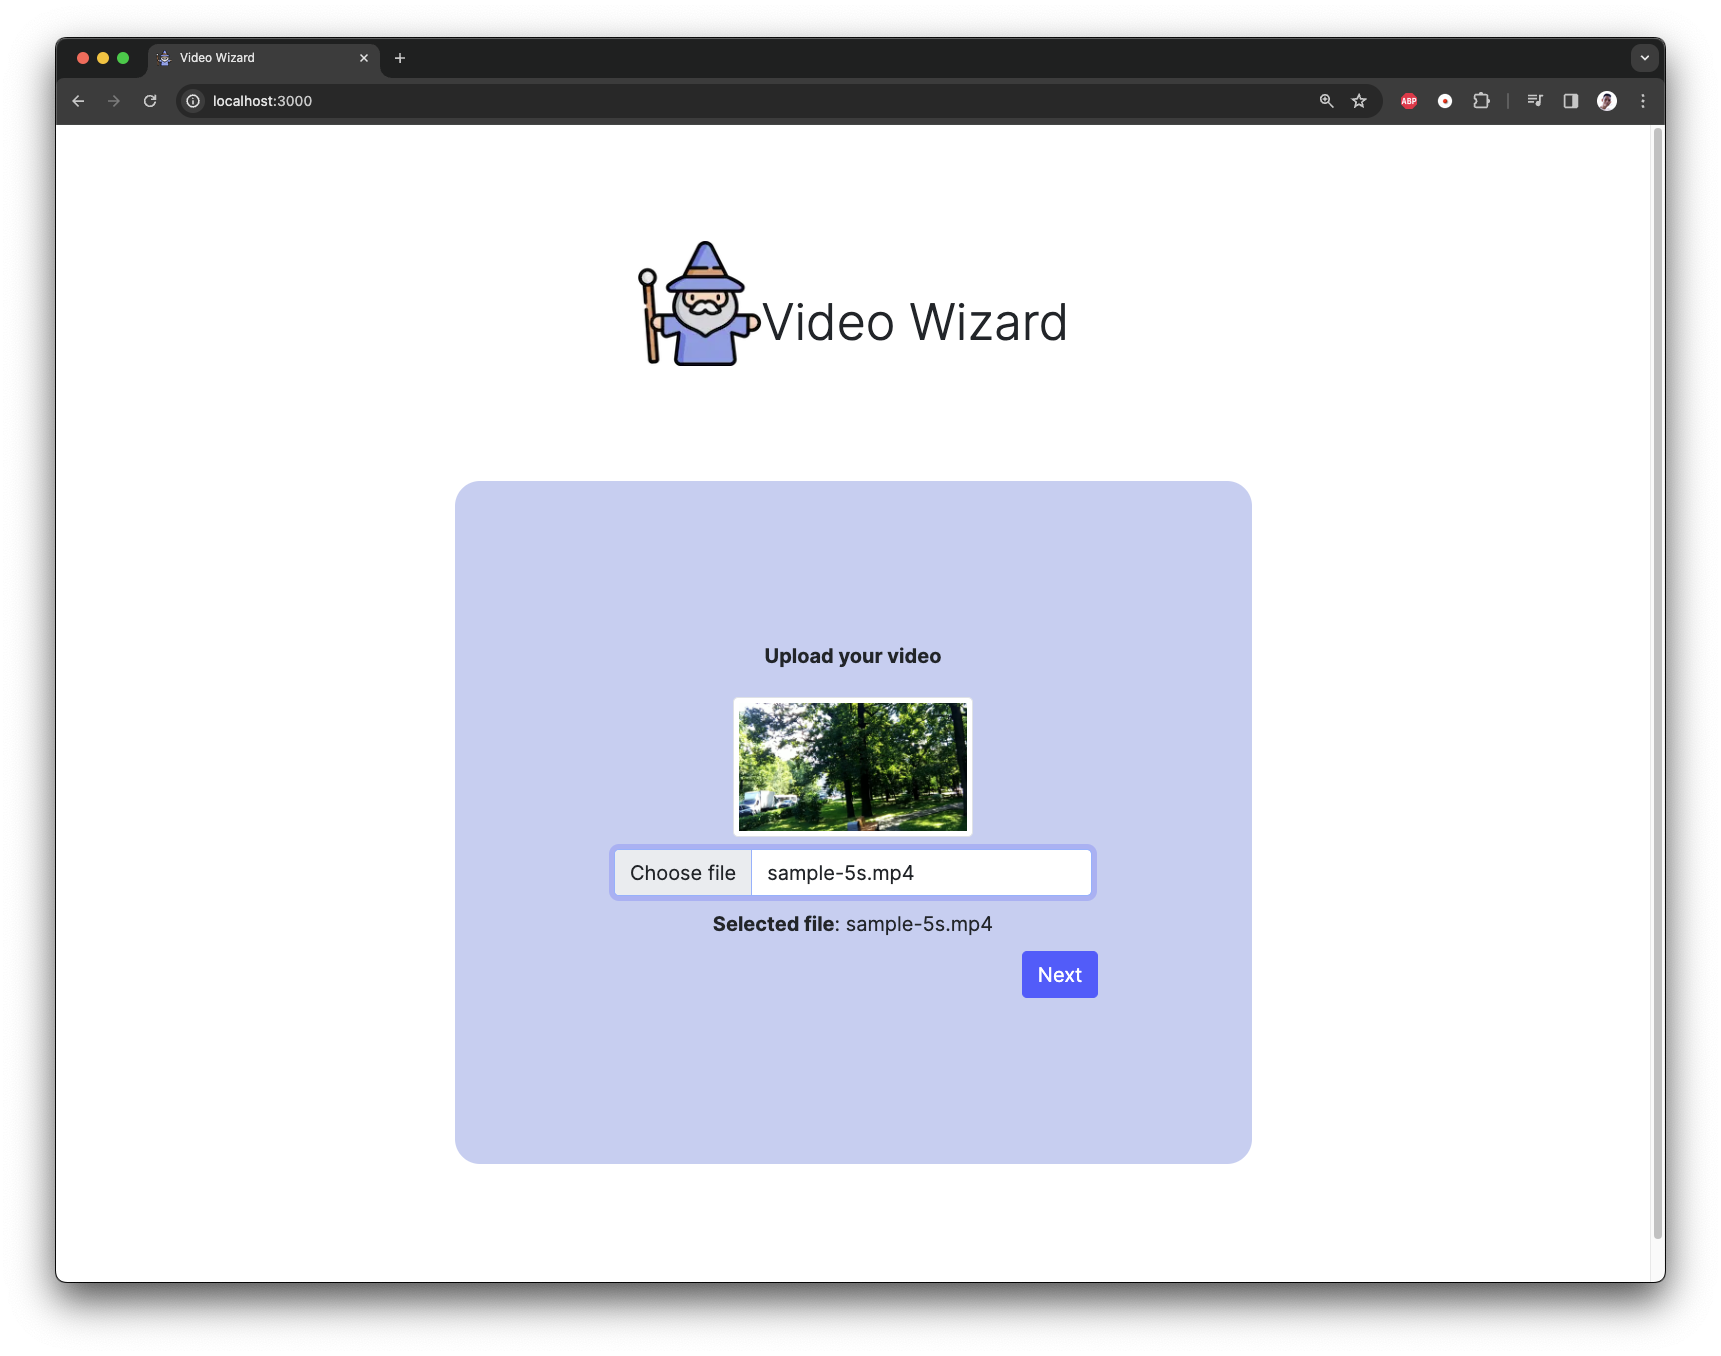 Video Wizard
localhost:3000
ABP
Video Wizard
Upload your video
Choose file sample-5s.mp4
Selected file: sample-5s.mp4
Next